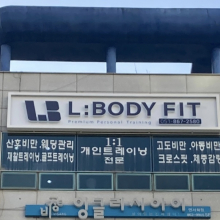 LB L:BODY FIT
Premium Personal Training
867-2580
산후비만·웨딩관리
재활트레이닝·골프트레이닝
1:1
개인트레이닝
전문
고도비만·아동비만
크로스핏·체중감량